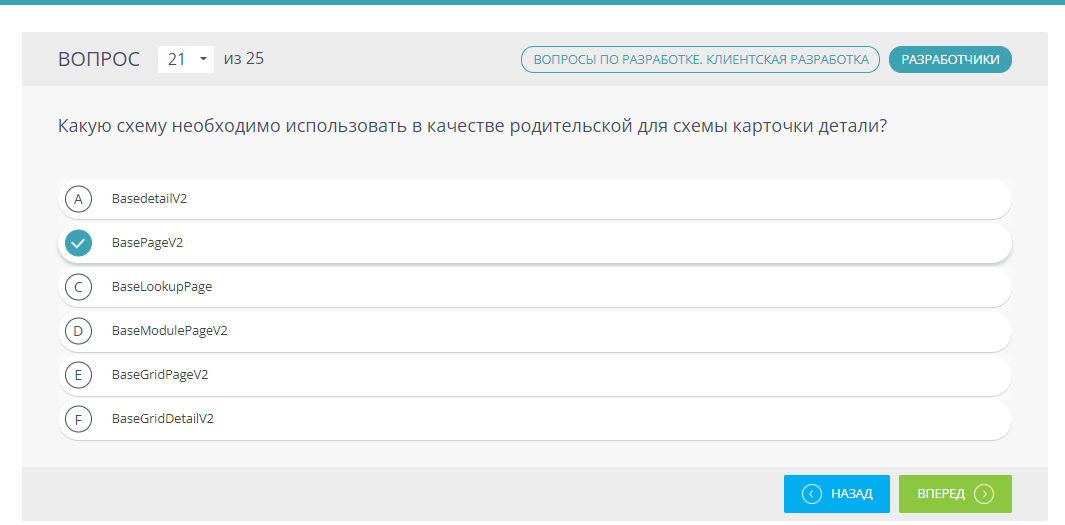 ВОПРОС 21 из 25 ВОПРОСЫ ПО РАЗРАБОТКЕ. КЛИЕНТСКАЯ РАЗРАБОТКА РАЗРАБОТЧИКИ
Какую схему необходимо использовать в качестве родительской для схемы карточки детали?
A BasedetailV2
BasePageV2
C BaseLookupPage
D BaseModulePageV2
E BaseGridPageV2
F BaseGridDetailV2
НАЗАД ВПЕРЕД